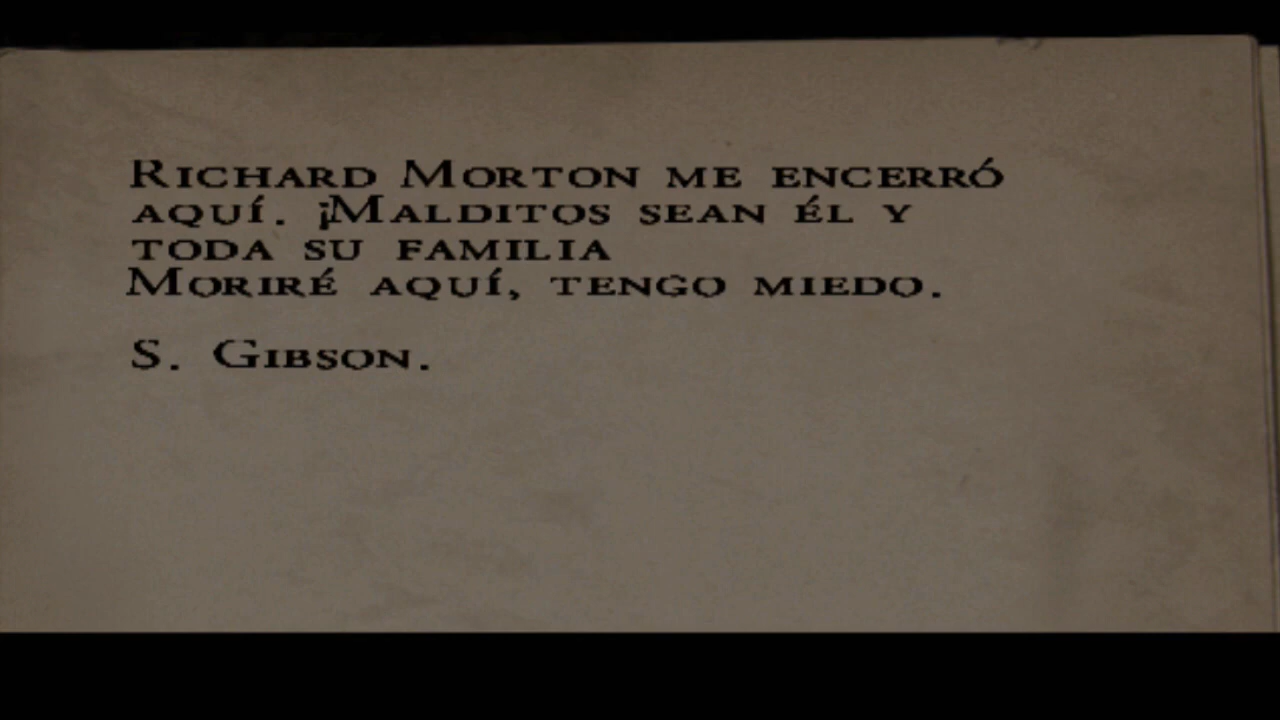 Richard Morton me encerró
aquí. ¡Malditos sean él y
toda su familia
Moriré aquí, tengo miedo.
S. Gibson.